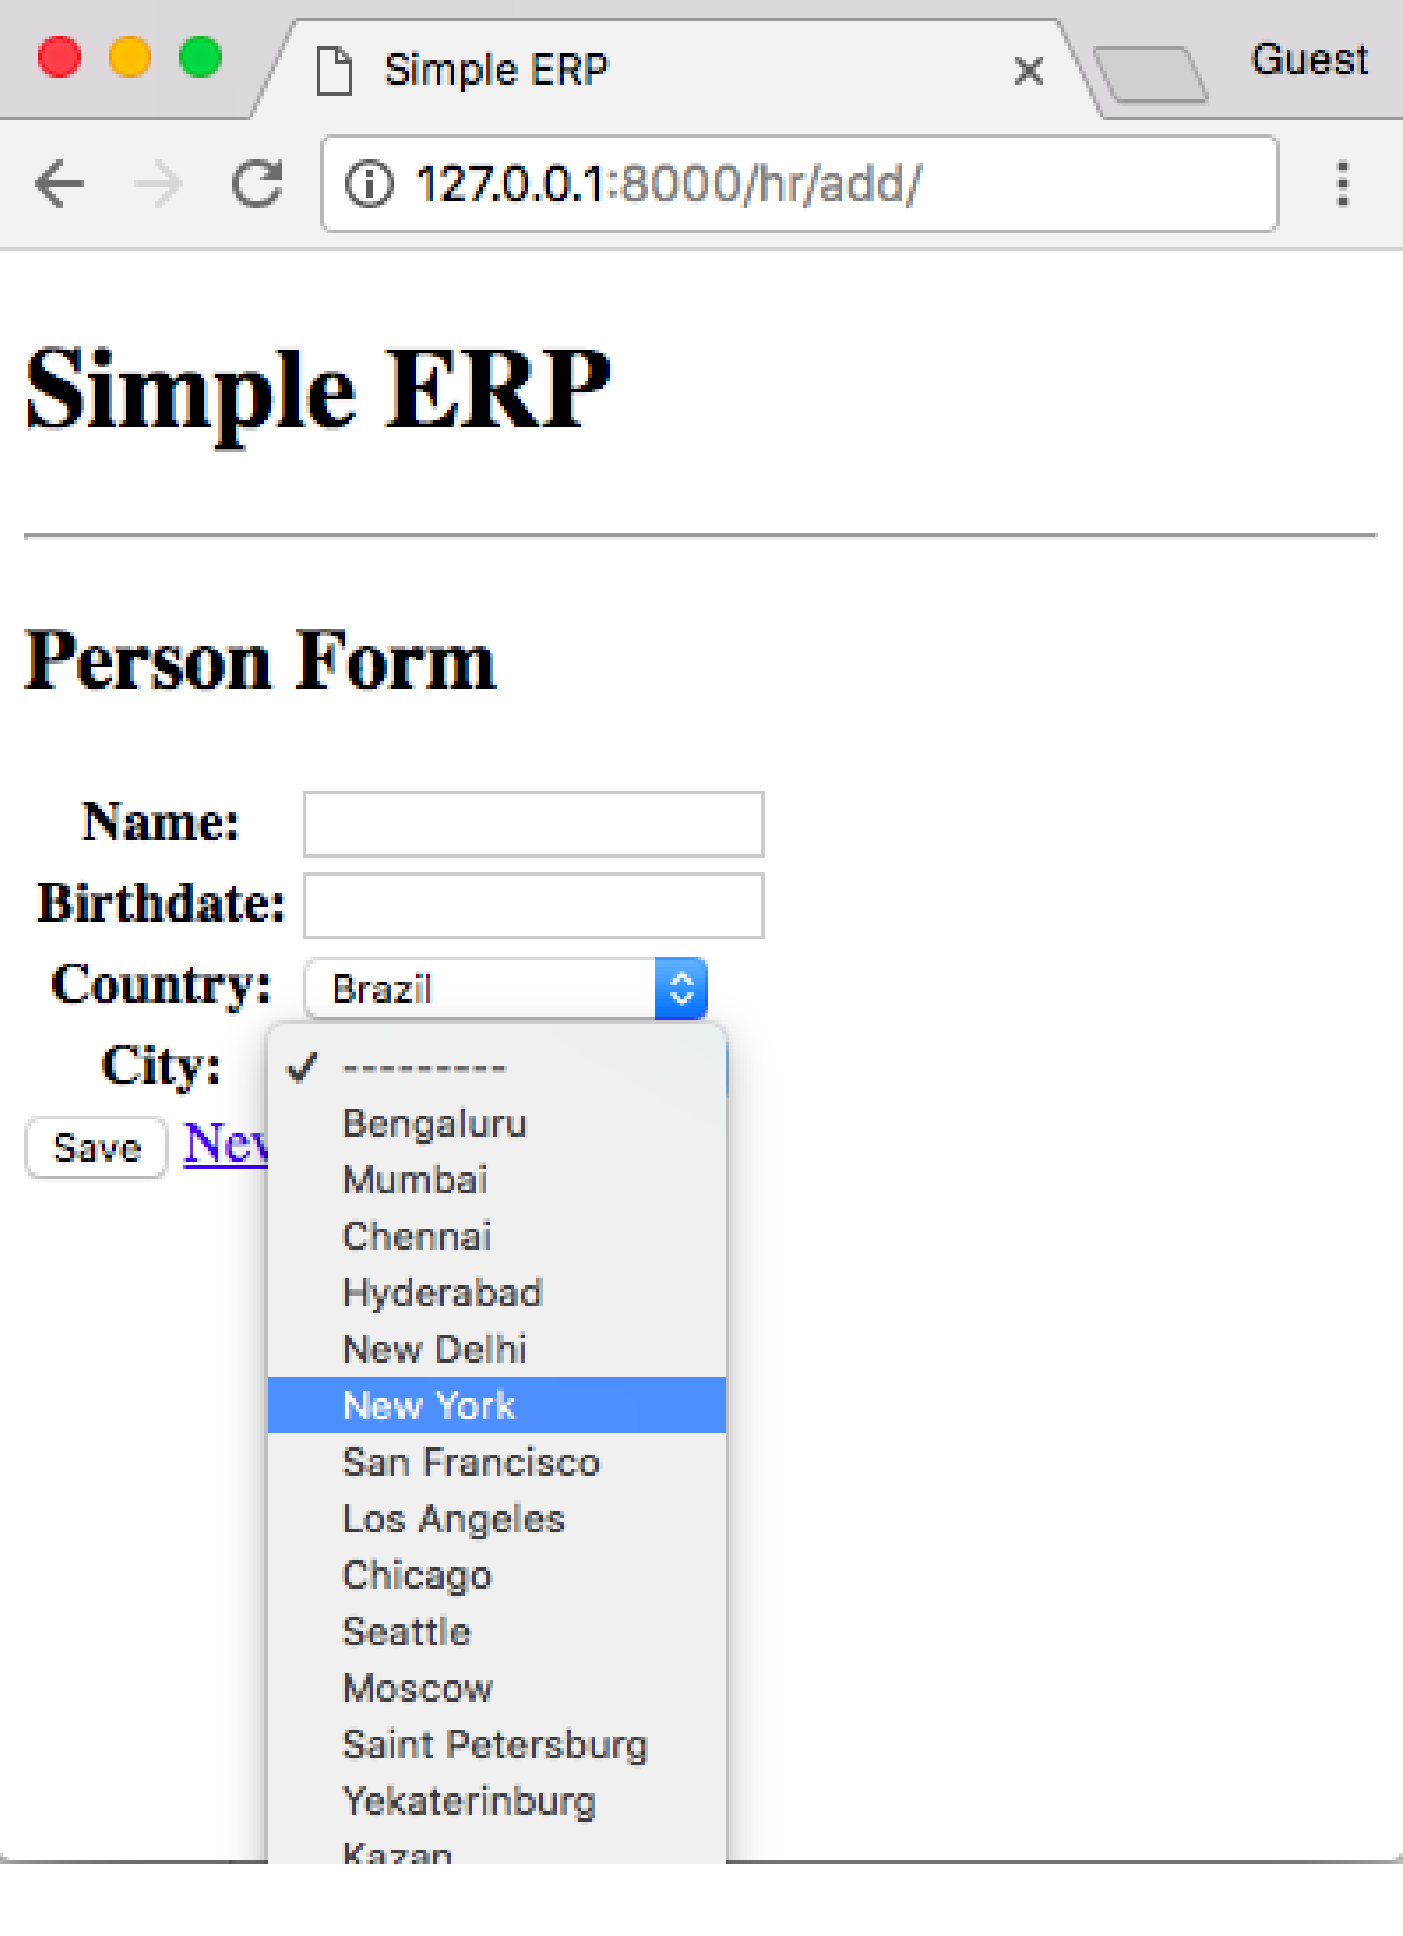 Simple ERP
Guest
127.0.0.1:8000/hr/add/
Simple ERP
Person Form
Name:
Birthdate:
Country: Brazil
City:
---------
Save
Bengaluru
Mumbai
Chennai
Hyderabad
New Delhi
New York
San Francisco
Los Angeles
Chicago
Seattle
Moscow
Saint Petersburg
Yekaterinburg
Kazan